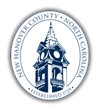 NEW HANOVER COUNTY • NORTH CAROLINA
ESTABLISHED 1729